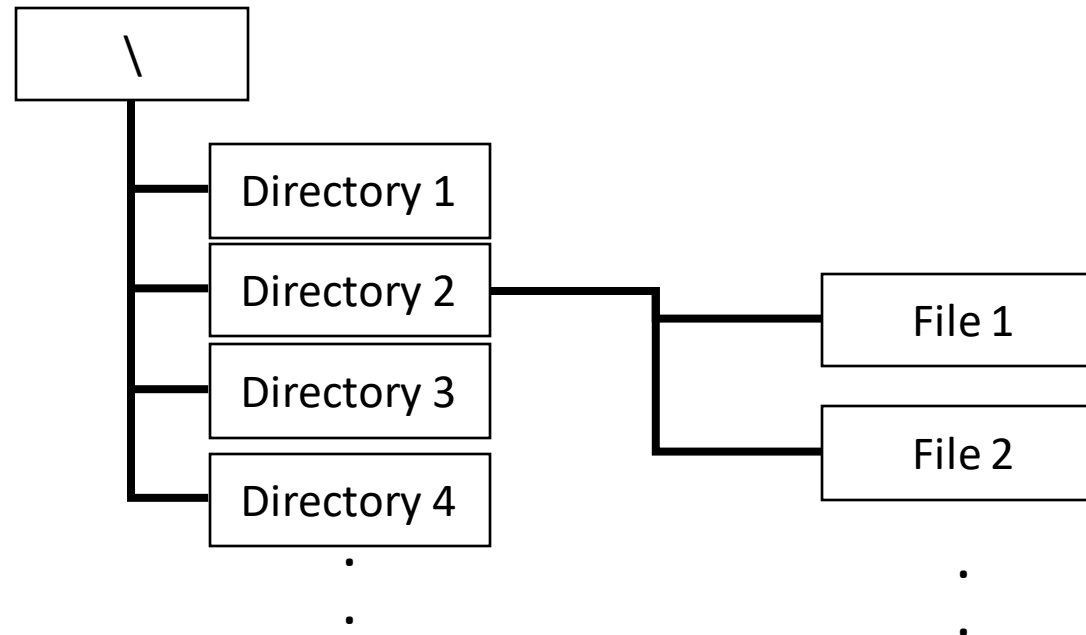 \
Directory 1
Directory 2
Directory 3
Directory 4
.
.
File 1
File 2
.
.